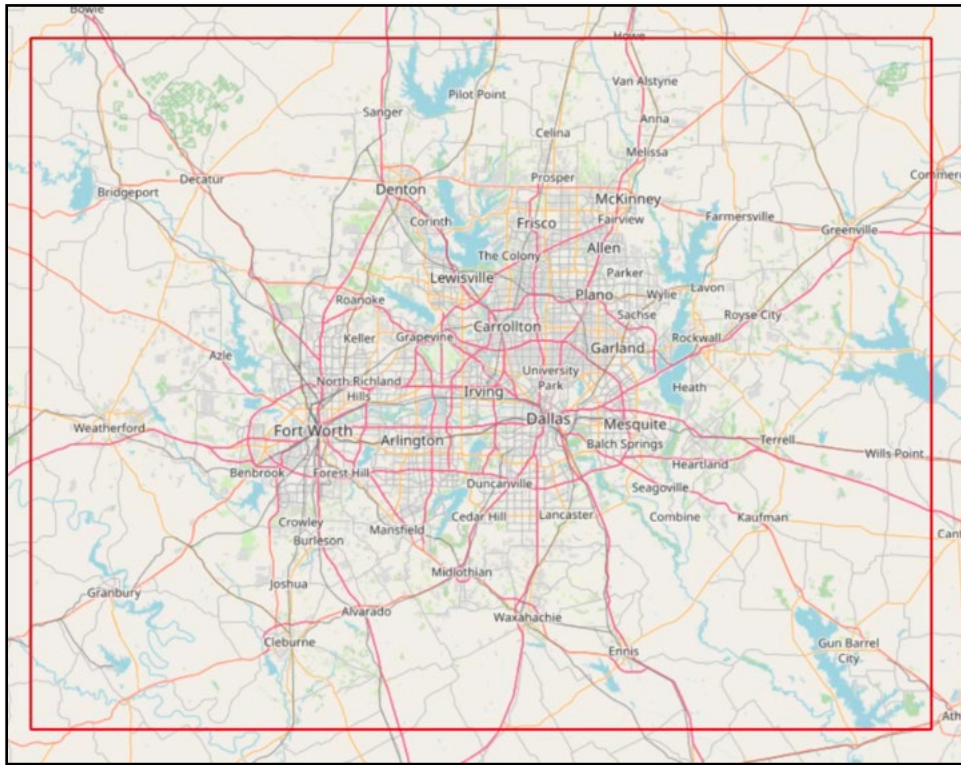 Bowie
Howe
Van Alstyne
Pilot Point
Sanger
Anna
Celina
Melissa
Commer
Decatur
Prosper
Bridgeport
Denton
McKinney
Corinth
Frisco
Fairview
Farmersville
Greenville
The Colony
Allen
Lewisville
Parker
Plano
Wylie
Lavon
Roanoke
Sachse
Royse City
Carrollton
Keller
Grapevine
Rockwall
Garland
Azle
University
Park
North Richland
Hills
Irving
Heath
Dallas
Mesquite
Weatherford
Fort Worth
Arlington
Terrell
Balch Springs
Wills Point
Heartland
Benbrook
Forest Hill
Duncanville
Seagoville
Crowley
Mansfield
Cedar Hill
Lancaster
Combine
Kaufman
Burleson
Can
Midlothian
Joshua
Granbury
Alvarado
Waxahachie
Cleburne
Ennis
Gun Barrel
City
Ath